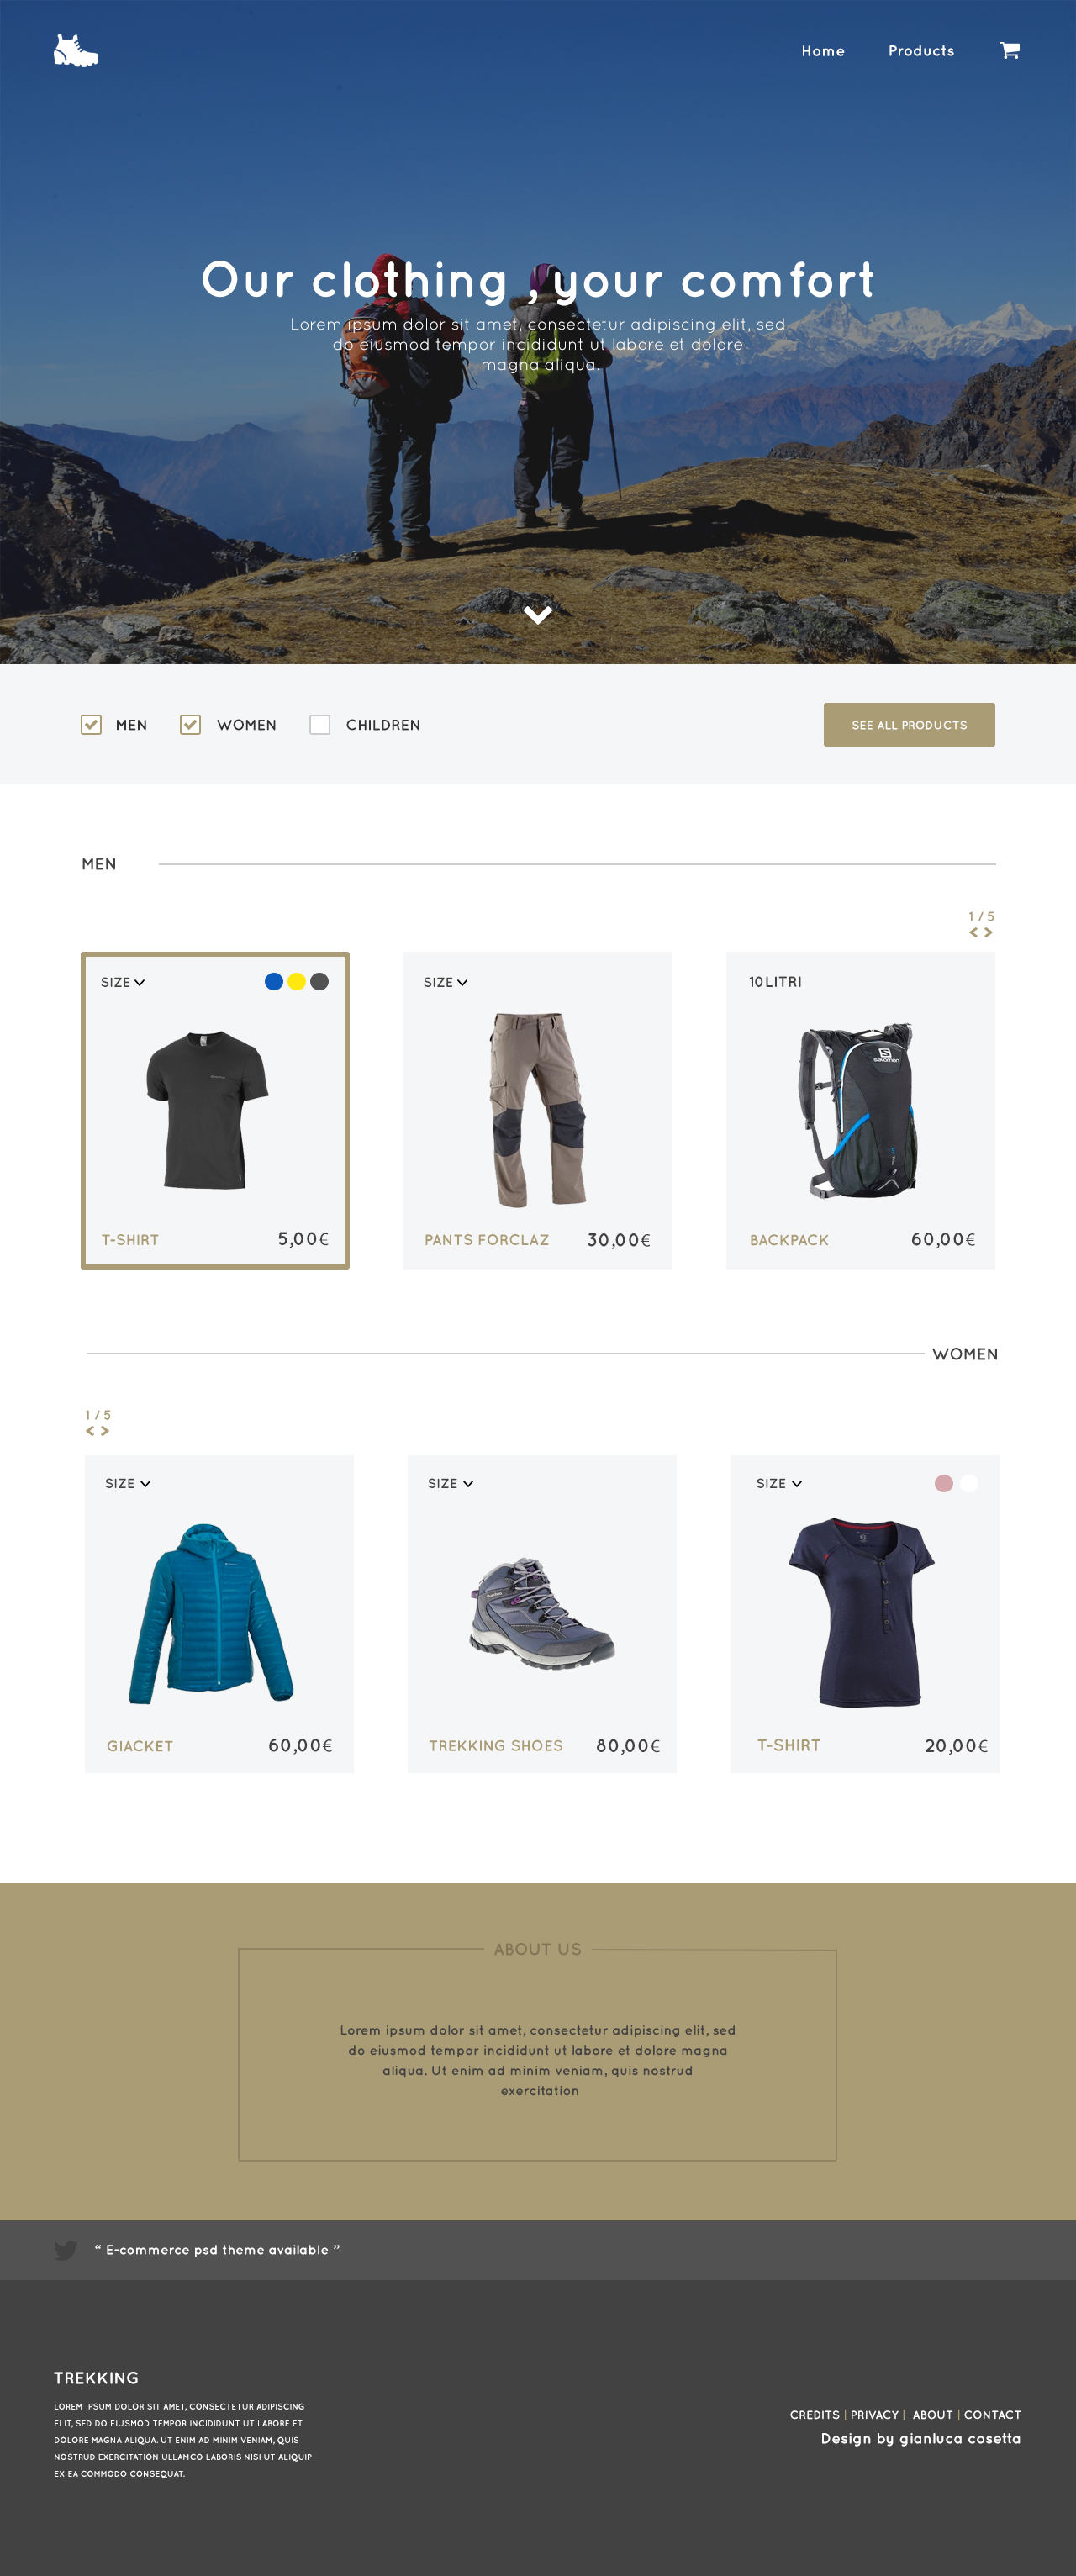 Home Products
Our clothing , your comfort
Lorem ipsum dolor sit amet, consectetur adipiscing elit, sed
do eiusmod tempor incididunt ut labore et dolore
magna aliqua.
MEN WOMEN CHILDREN SEE ALL PRODUCTS
MEN
1 / 5
< >
SIZE
T-SHIRT 5,00€
SIZE
PANTS FORCLAZ 30,00€
10LITRI
salomon
BACKPACK 60,00€
WOMEN
1 / 5
< >
SIZE
GIACKET 60,00€
SIZE
TREKKING SHOES 80,00€
SIZE
T-SHIRT 20,00€
ABOUT US
Lorem ipsum dolor sit amet, consectetur adipiscing elit, sed
do eiusmod tempor incididunt ut labore et dolore magna
aliqua. Ut enim ad minim veniam, quis nostrud
exercitation
“ E-commerce psd theme available ”
TREKKING
LOREM IPSUM DOLOR SIT AMET, CONSECTETUR ADIPISCING
ELIT, SED DO EIUSMOD TEMPOR INCIDIDUNT UT LABORE ET
DOLORE MAGNA ALIQUA. UT ENIM AD MINIM VENIAM, QUIS
NOSTRUD EXERCITATION ULLAMCO LABORIS NISI UT ALIQUIP
EX EA COMMODO CONSEQUAT.
CREDITS | PRIVACY | ABOUT | CONTACT
Design by gianluca cosetta